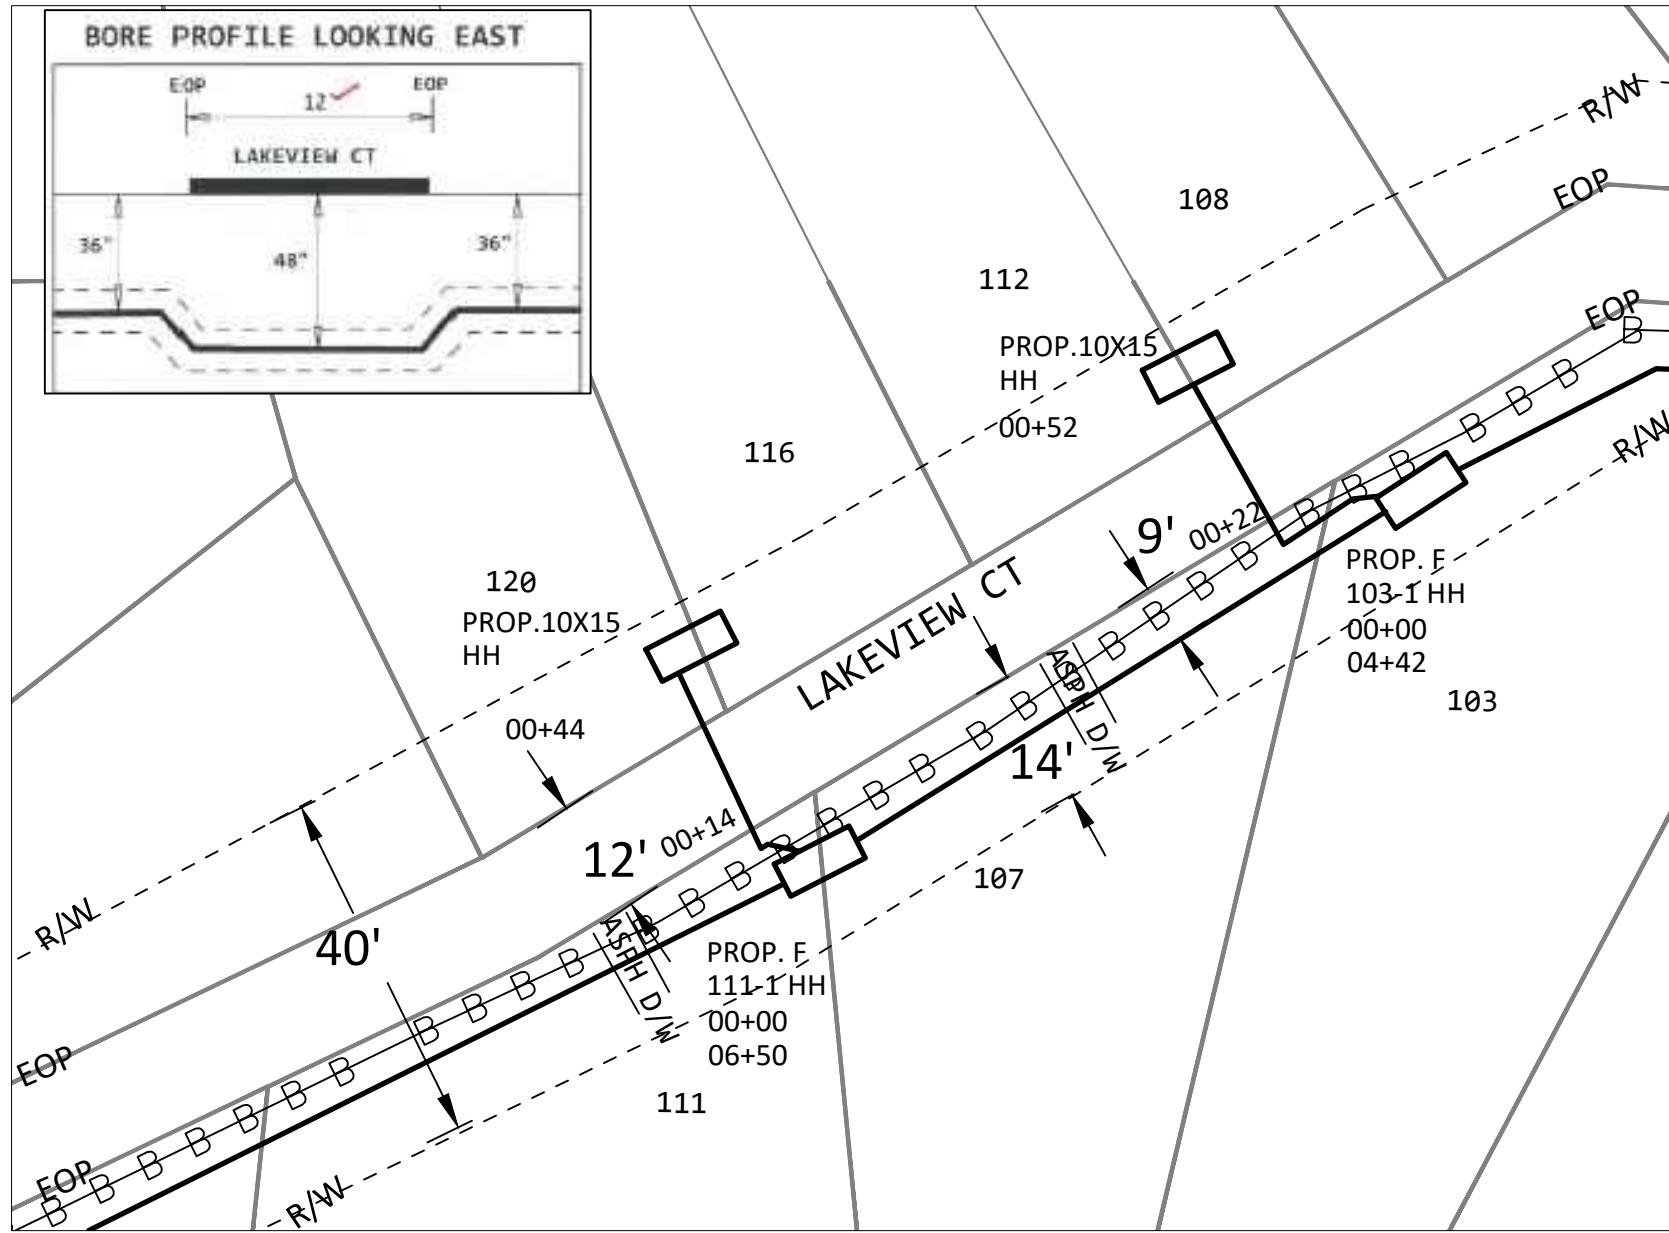 BORE PROFILE LOOKING EAST
EOP
EOP
12'
LAKEVIEW CT
36"
48"
36"
R/W
EOP
108
112
EOP
B B B B B B B B B B B B B B B B B B B B B B B B B B B B B B B B B B
PROP.10X15
HH
00+52
116
R/W
9'
00+22
PROP. F
103-1 HH
00+00
04+42
103
120
PROP.10X15
HH
LAKEVIEW CT
ASPH D/W
14'
00+44
12'
00+14
107
R/W
40'
ASPH D/W
PROP. F
111-1 HH
00+00
06+50
111
EOP
EOP
R/W